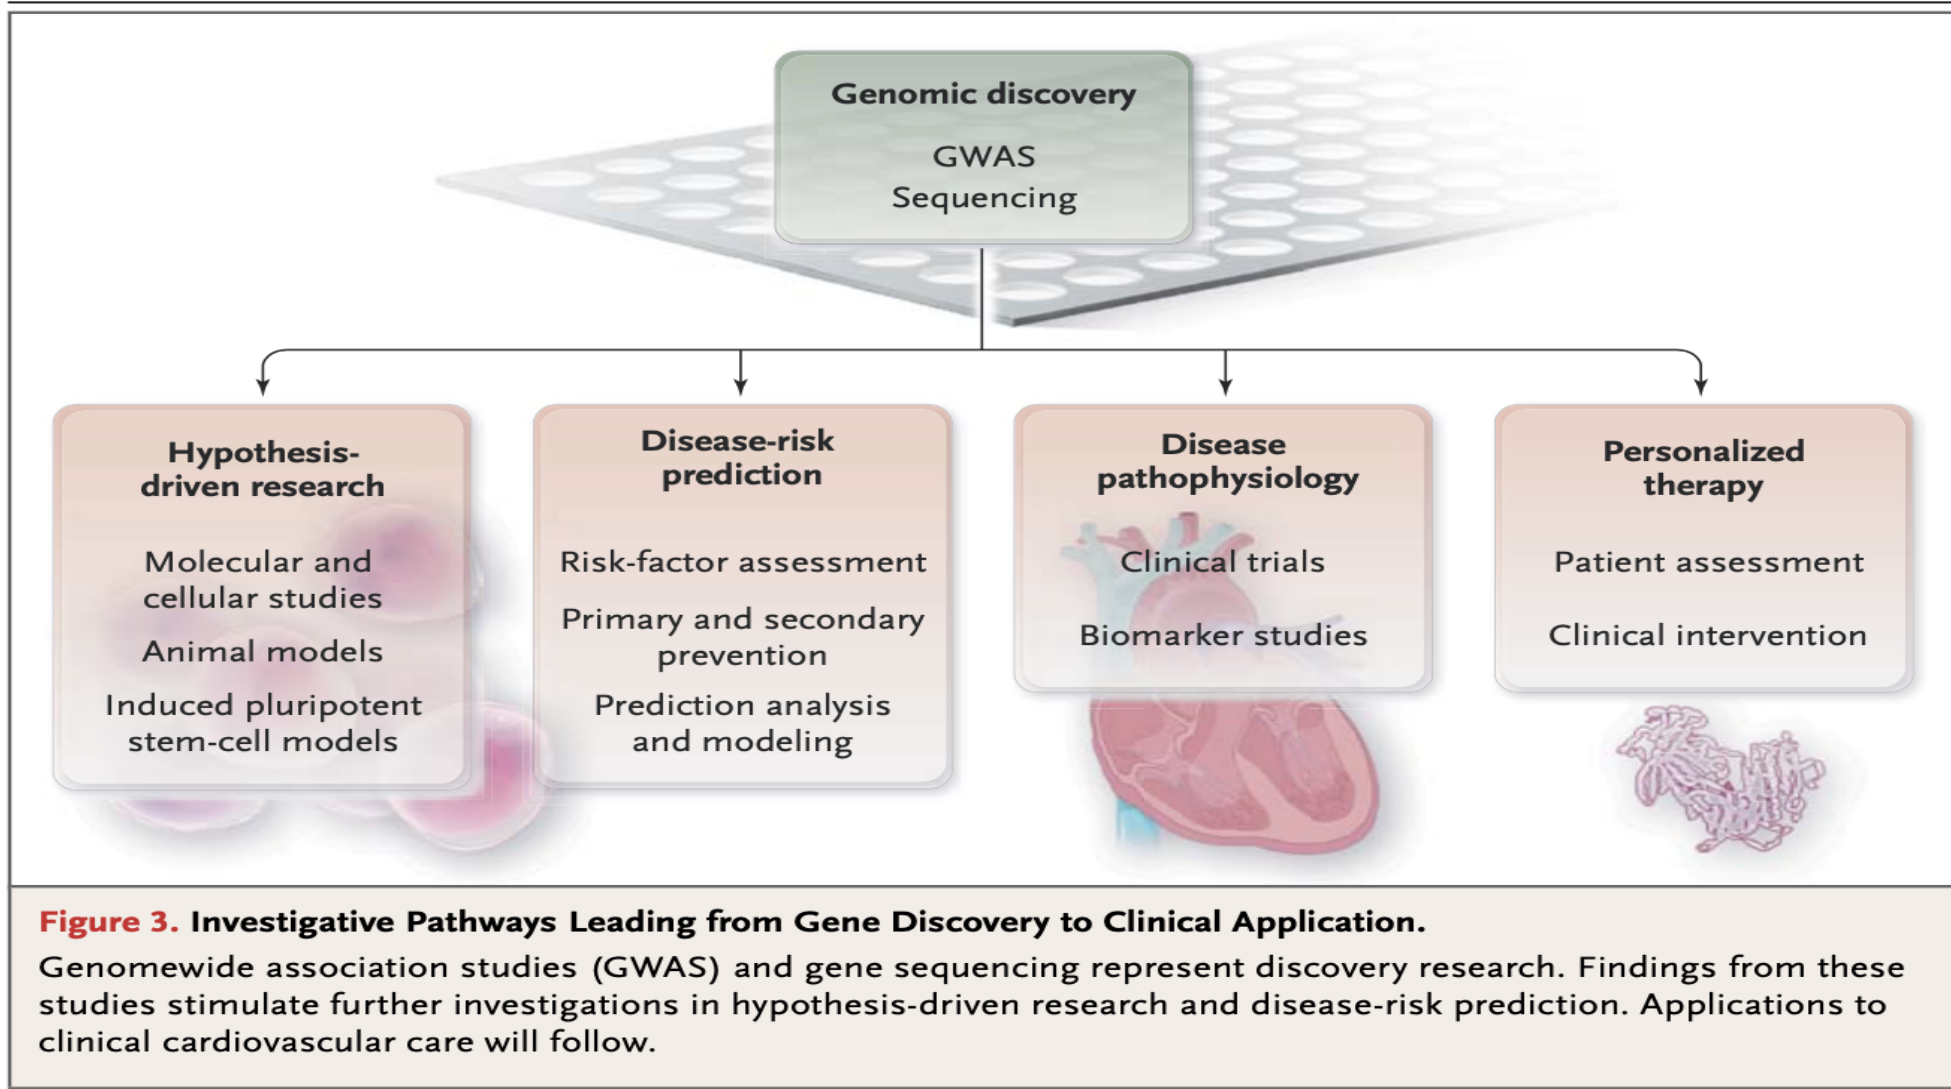 Genomic discovery
GWAS
Sequencing
Hypothesis-
driven research
Molecular and
cellular studies
Animal models
Induced pluripotent
stem-cell models
Disease-risk
prediction
Risk-factor assessment
Primary and secondary
prevention
Prediction analysis
and modeling
Disease
pathophysiology
Clinical trials
Biomarker studies
Personalized
therapy
Patient assessment
Clinical intervention
Figure 3. Investigative Pathways Leading from Gene Discovery to Clinical Application.
Genomewide association studies (GWAS) and gene sequencing represent discovery research. Findings from these
studies stimulate further investigations in hypothesis-driven research and disease-risk prediction. Applications to
clinical cardiovascular care will follow.